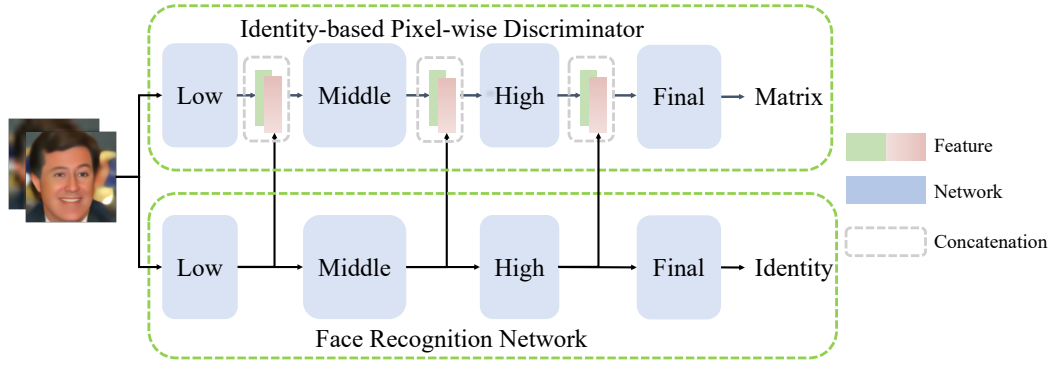 Identity-based Pixel-wise Discriminator
Low
Middle
High
Final
Matrix
Feature
Network
Concatenation
Low
Middle
High
Final
Identity
Face Recognition Network